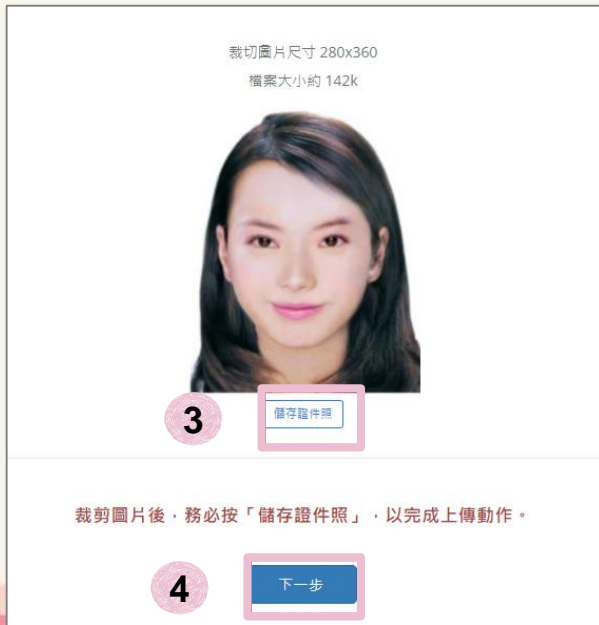 裁切圖片尺寸 280x360
檔案大小約 142k
3
儲存證件照
裁剪圖片後，務必按「儲存證件照」，以完成上傳動作。
4
下一步